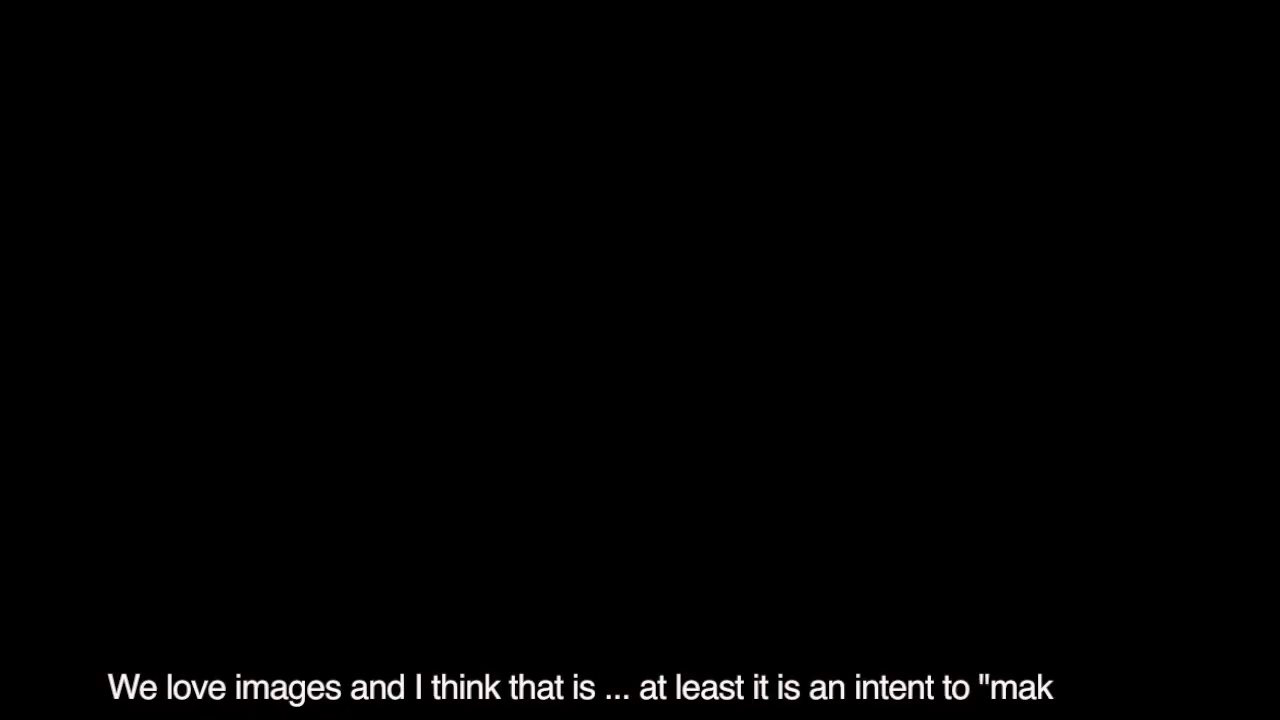 We love images and I think that is ... at least it is an intent to "mak